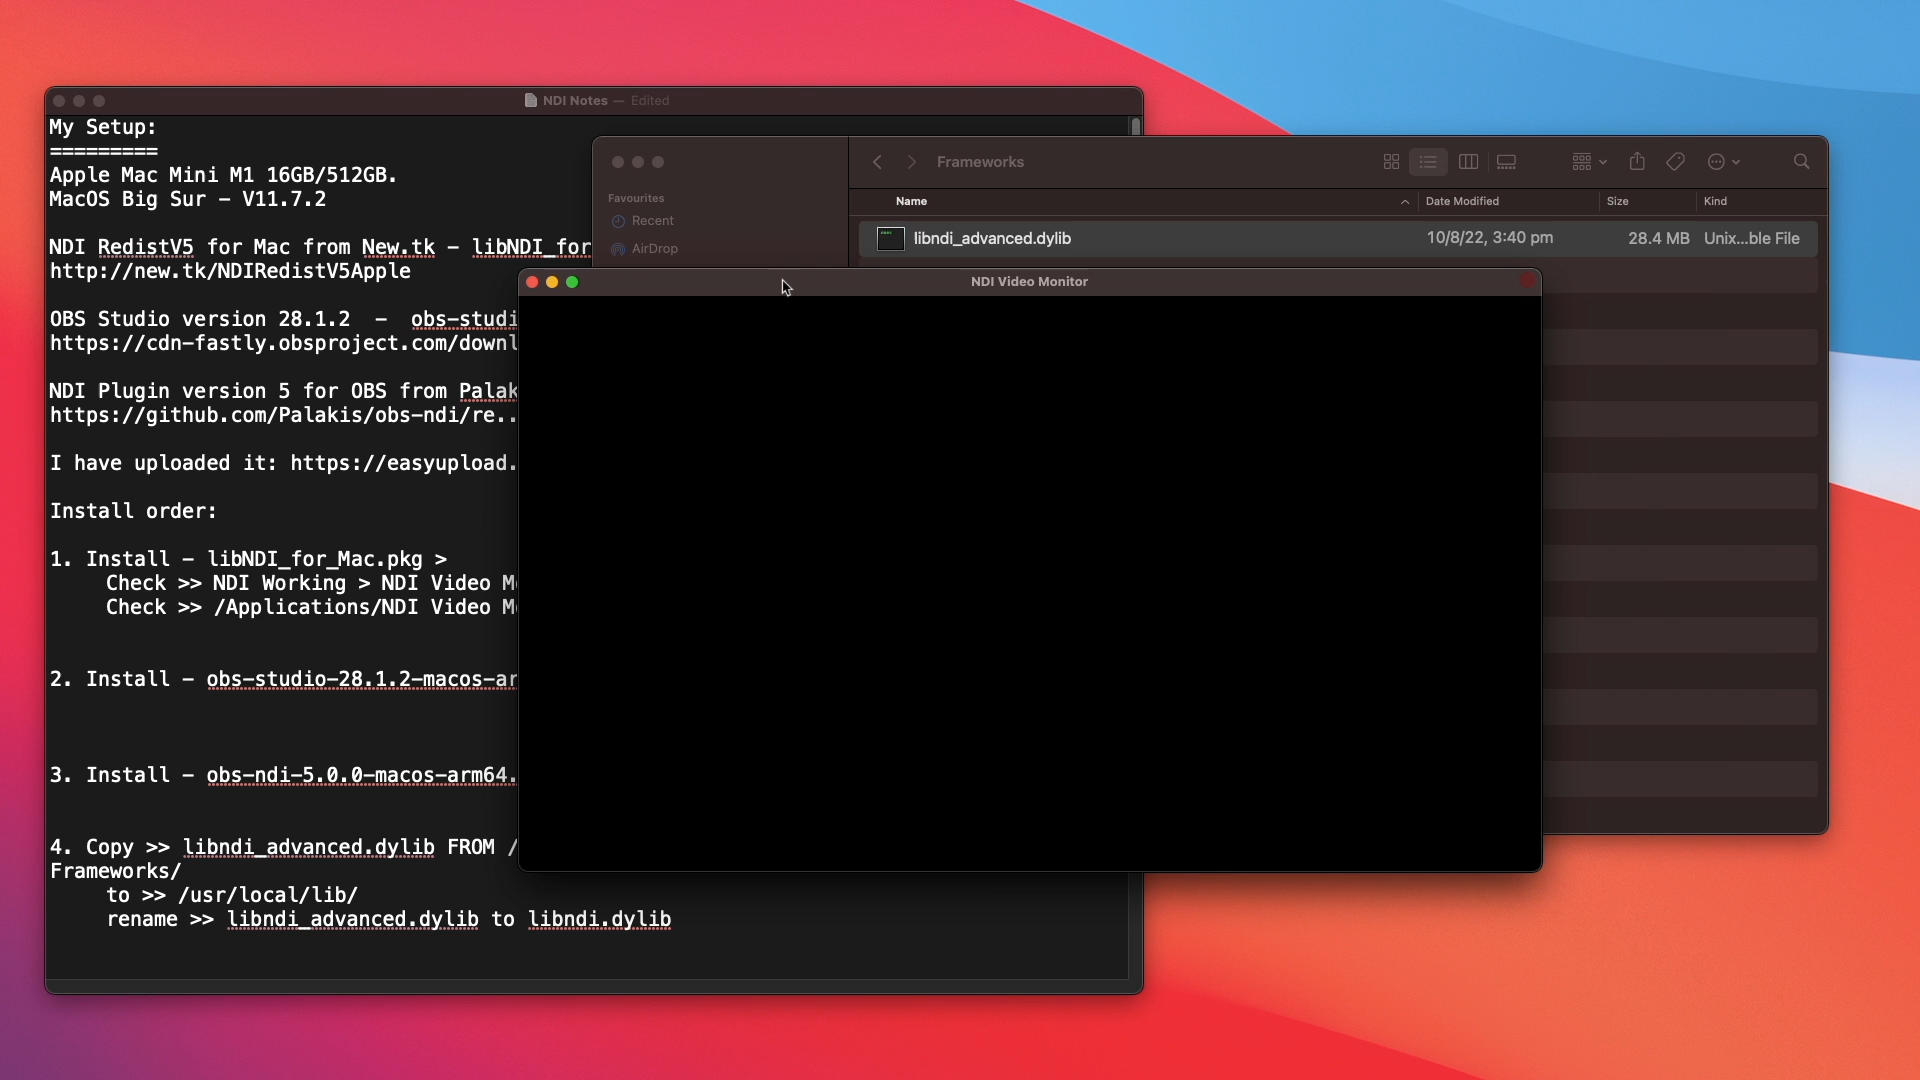 NDI Notes — Edited
My Setup:
=========
Apple Mac Mini M1 16GB/512GB.
MacOS Big Sur – V11.7.2
NDI RedistV5 for Mac from New.tk – libNDI_for
http://new.tk/NDIRedistV5Apple
OBS Studio version 28.1.2 – obs-studi
https://cdn-fastly.obsproject.com/downl
NDI Plugin version 5 for OBS from Palak
https://github.com/Palakis/obs-ndi/re..
I have uploaded it: https://easyupload.
Install order:
1. Install – libNDI_for_Mac.pkg >
Check >> NDI Working > NDI Video M
Check >> /Applications/NDI Video M
2. Install – obs-studio-28.1.2-macos-ar
3. Install – obs-ndi-5.0.0-macos-arm64.
4. Copy >> libndi_advanced.dylib FROM /
Frameworks/
to >> /usr/local/lib/
rename >> libndi_advanced.dylib to libndi.dylib
Frameworks
Favourites
Recent
AirDrop
Name Date Modified Size Kind
libndi_advanced.dylib 10/8/22, 3:40 pm 28.4 MB Unix...ble File
NDI Video Monitor